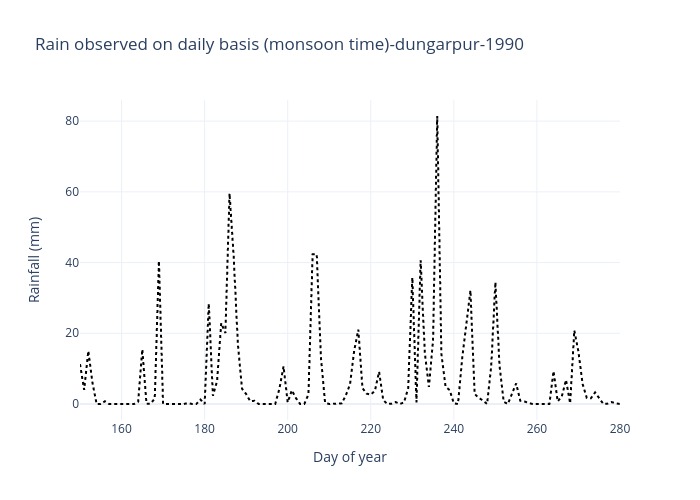 Rain observed on daily basis (monsoon time)-dungarpur-1990
Rainfall (mm)
80
60
40
20
0
160 180 200 220 240 260 280
Day of year